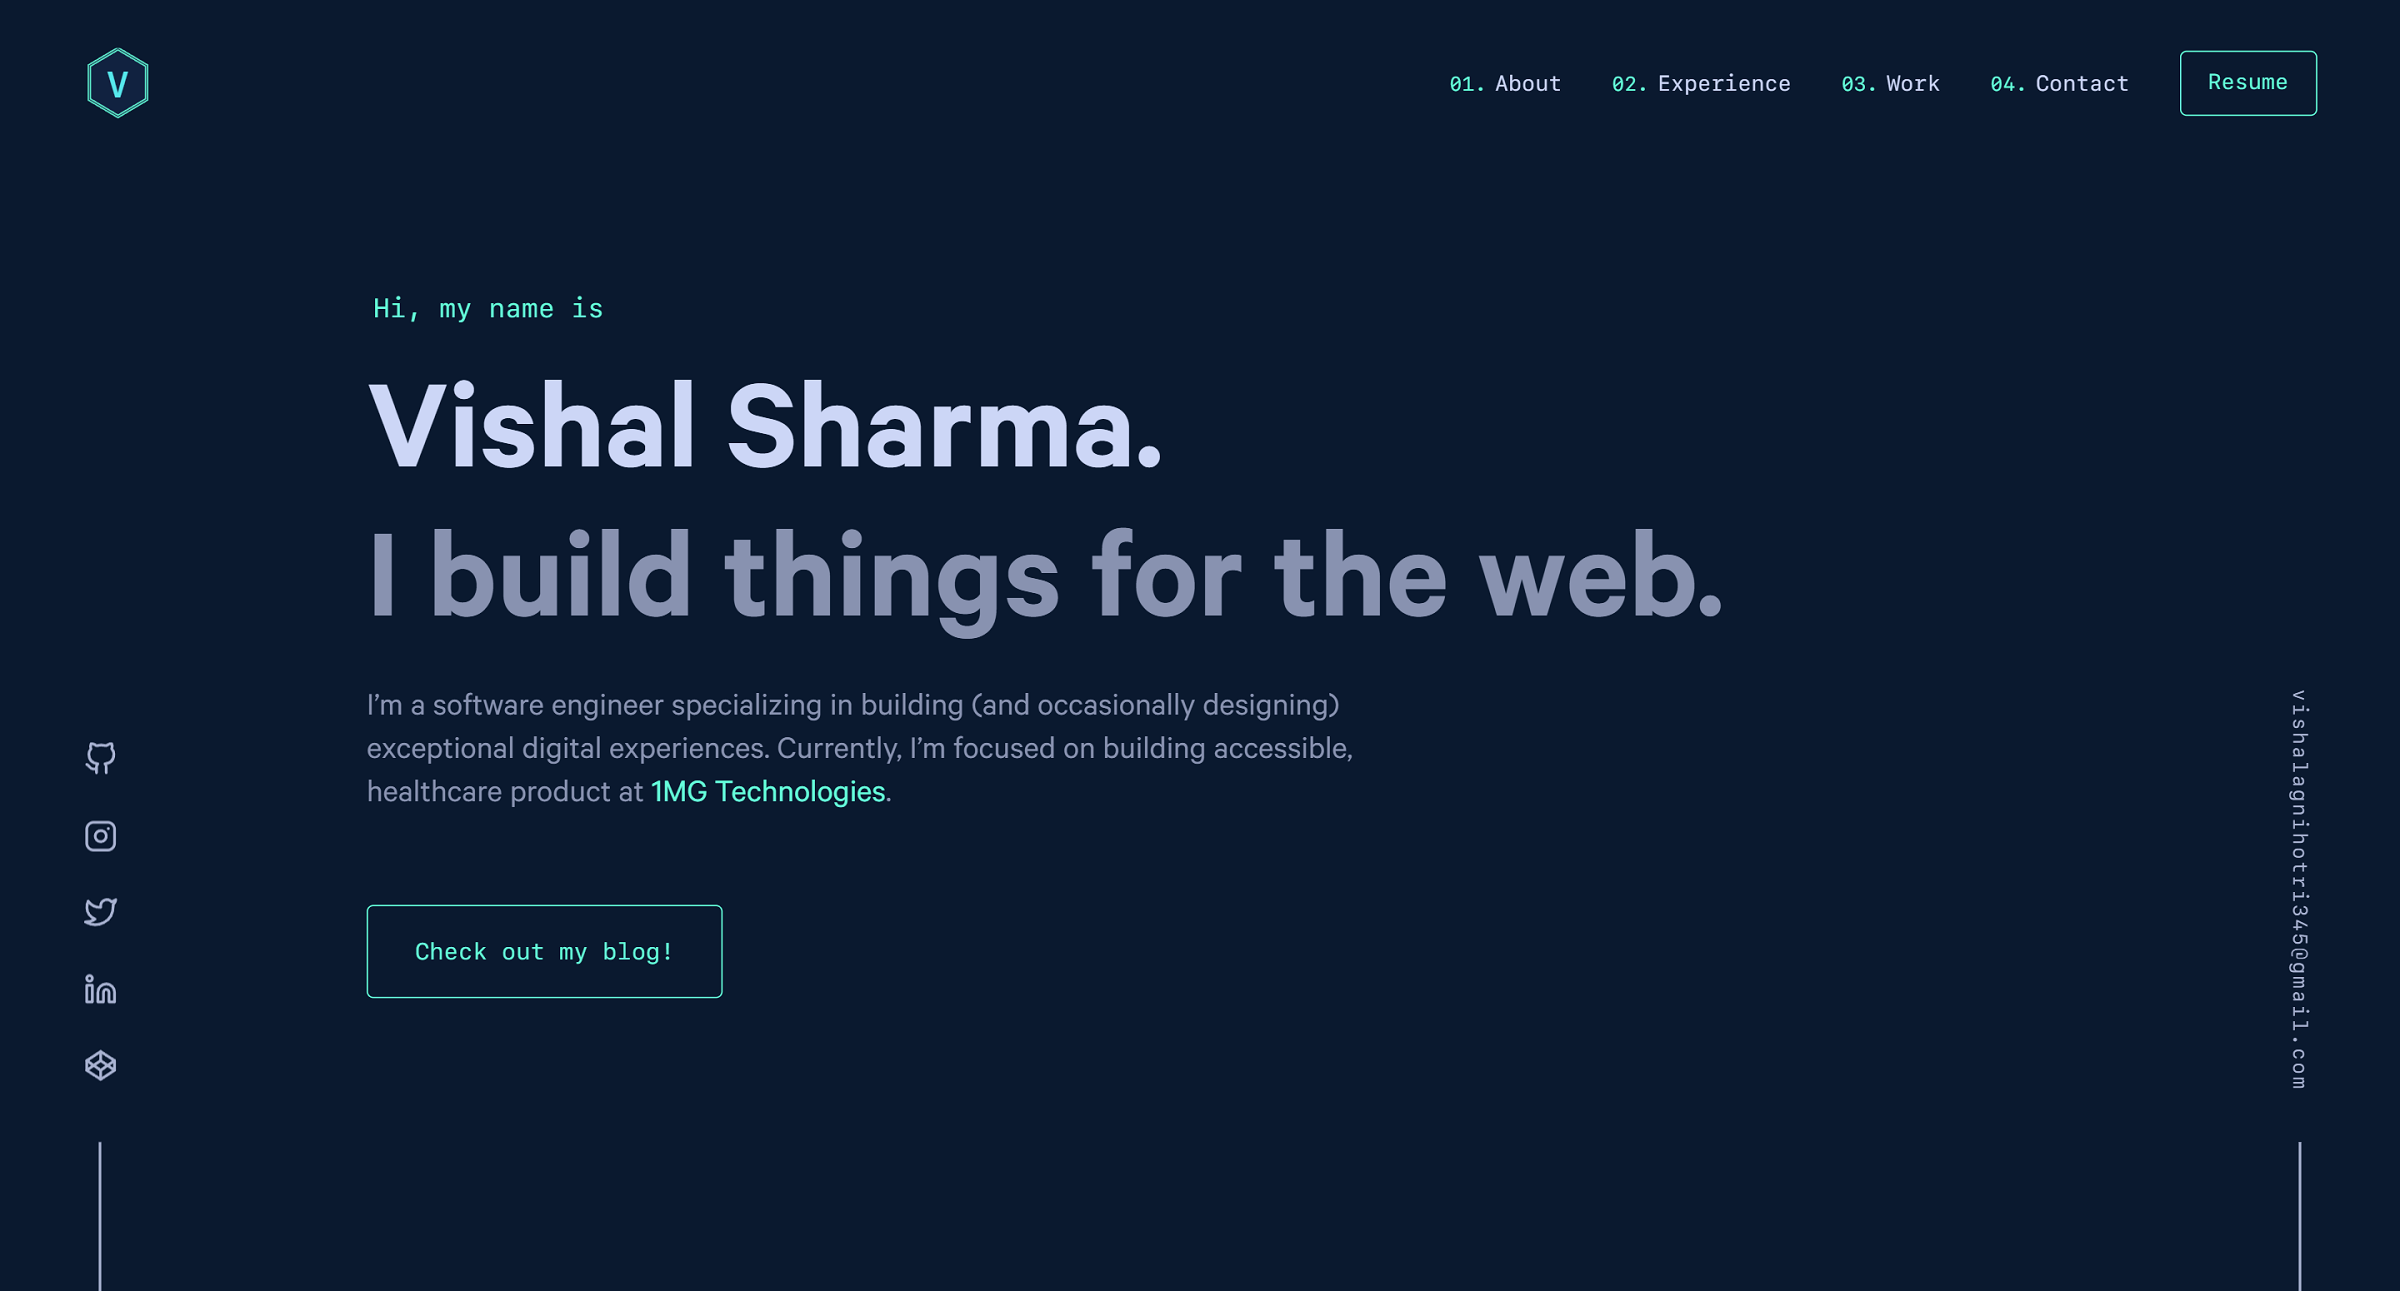 V
01. About 02. Experience 03. Work 04. Contact Resume
Hi, my name is
Vishal Sharma.
I build things for the web.
I’m a software engineer specializing in building (and occasionally designing)
exceptional digital experiences. Currently, I’m focused on building accessible,
healthcare product at 1MG Technologies.
Check out my blog!
vishalagnihotri345@gmail.com